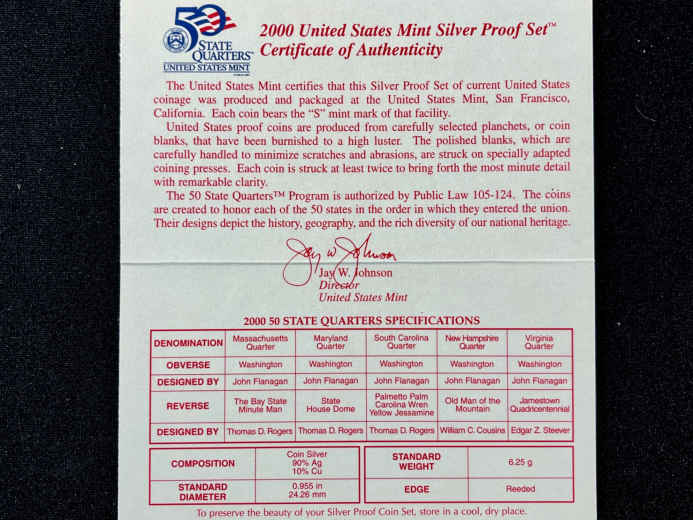 50
STATE
QUARTERS
UNITED STATES MINT
2000 United States Mint Silver Proof Set™
Certificate of Authenticity
The United States Mint certifies that this Silver Proof Set of current United States
coinage was produced and packaged at the United States Mint, San Francisco,
California. Each coin bears the “S” mint mark of that facility.
United States proof coins are produced from carefully selected planchets, or coin
blanks, that have been burnished to a high luster. The polished blanks, which are
carefully handled to minimize scratches and abrasions, are struck on specially adapted
coining presses. Each coin is struck at least twice to bring forth the most minute detail
with remarkable clarity.
The 50 State Quarters™ Program is authorized by Public Law 105-124. The coins
are created to honor each of the 50 states in the order in which they entered the union.
Their designs depict the history, geography, and the rich diversity of our national heritage.
Jay W Johnson
Jay W. Johnson
Director
United States Mint
2000 50 STATE QUARTERS SPECIFICATIONS
DENOMINATION Massachusetts Quarter Maryland Quarter South Carolina Quarter New Hampshire Quarter Virginia Quarter
OBVERSE Washington Washington Washington Washington Washington
DESIGNED BY John Flanagan John Flanagan John Flanagan John Flanagan John Flanagan
REVERSE The Bay State Minute Man State House Dome Palmetto Palm Carolina Wren Yellow Jessamine Old Man of the Mountain Jamestown Quadricentennial
DESIGNED BY Thomas D. Rogers Thomas D. Rogers Thomas D. Rogers William C. Cousins Edgar Z. Steever
COMPOSITION Coin Silver 90% Ag 10% Cu STANDARD WEIGHT 6.25 g
STANDARD DIAMETER 0.955 in 24.26 mm EDGE Reeded
To preserve the beauty of your Silver Proof Coin Set, store in a cool, dry place.